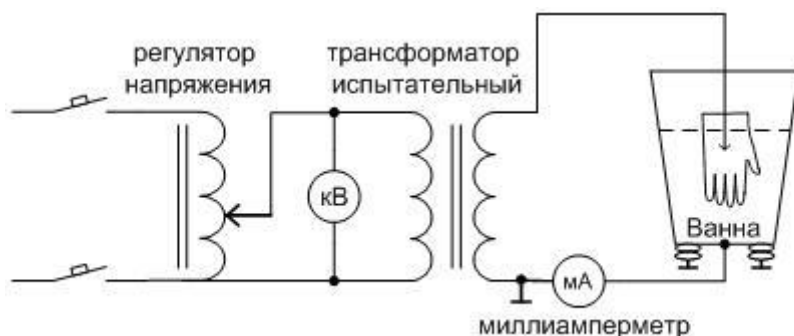 регулятор
напряжения
трансформатор
испытательный
кВ
Ванна
мА
миллиамперметр